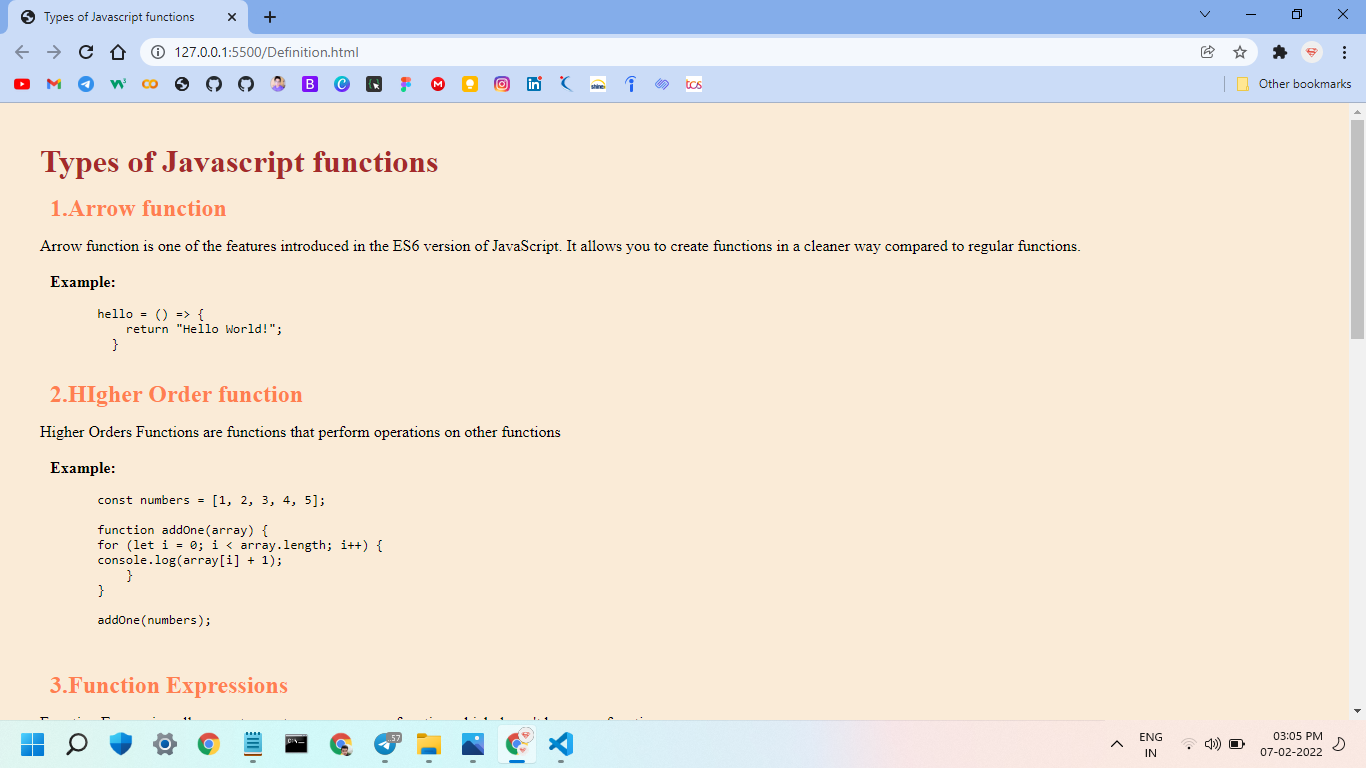 Types of Javascript functions
127.0.0.1:5500/Definition.html
Other bookmarks
Types of Javascript functions
1.Arrow function
Arrow function is one of the features introduced in the ES6 version of JavaScript. It allows you to create functions in a cleaner way compared to regular functions.
Example:
hello = () => {
return "Hello World!";
}
2.HIgher Order function
Higher Orders Functions are functions that perform operations on other functions
Example:
const numbers = [1, 2, 3, 4, 5];
function addOne(array) {
for (let i = 0; i < array.length; i++) {
console.log(array[i] + 1);
}
}
addOne(numbers);
3.Function Expressions
ENG
IN
03:05 PM
07-02-2022